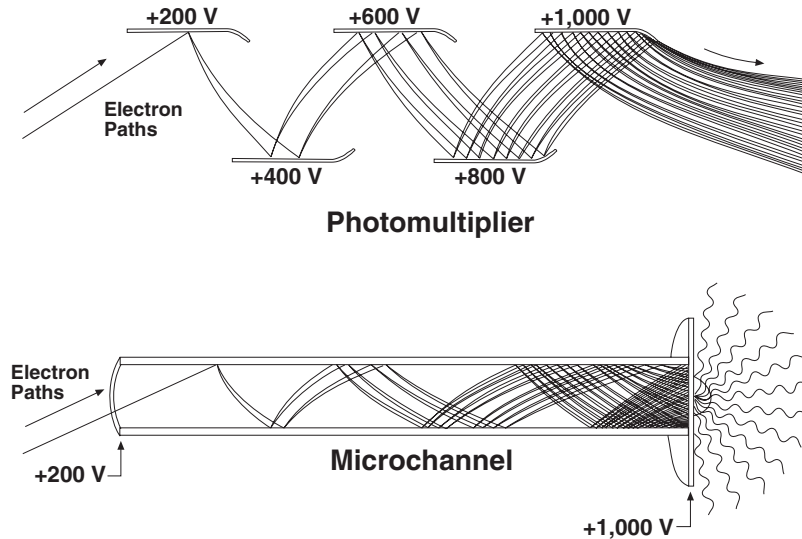 +200 V
+600 V
+1,000 V
Electron
Paths
+400 V
+800 V
Photomultiplier
Electron
Paths
Microchannel
+200 V
+1,000 V